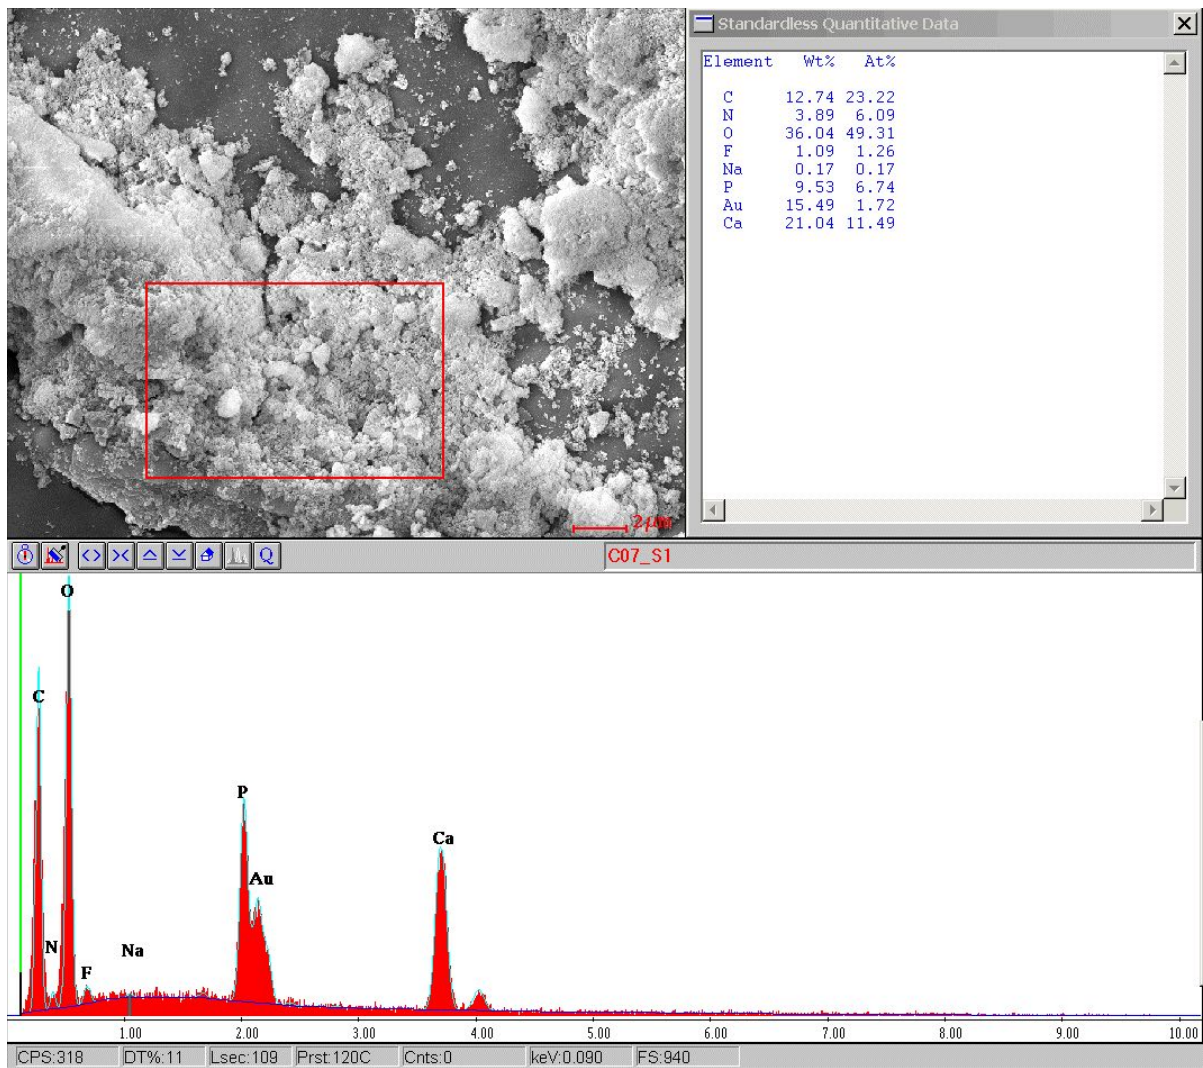 Standardless Quantitative Data
Element Wt% At%
C 12.74 23.22
N 3.89 6.09
O 36.04 49.31
F 1.09 1.26
Na 0.17 0.17
P 9.53 6.74
Au 15.49 1.72
Ca 21.04 11.49
2 µm
Q
C07_S1
O
C
P
Ca
Au
N
Na
F
1.00 2.00 3.00 4.00 5.00 6.00 7.00 8.00 9.00 10.00
CPS:318 DT%:11 Lsec:109 Prst:120C Cnts:0 keV:0.090 FS:940